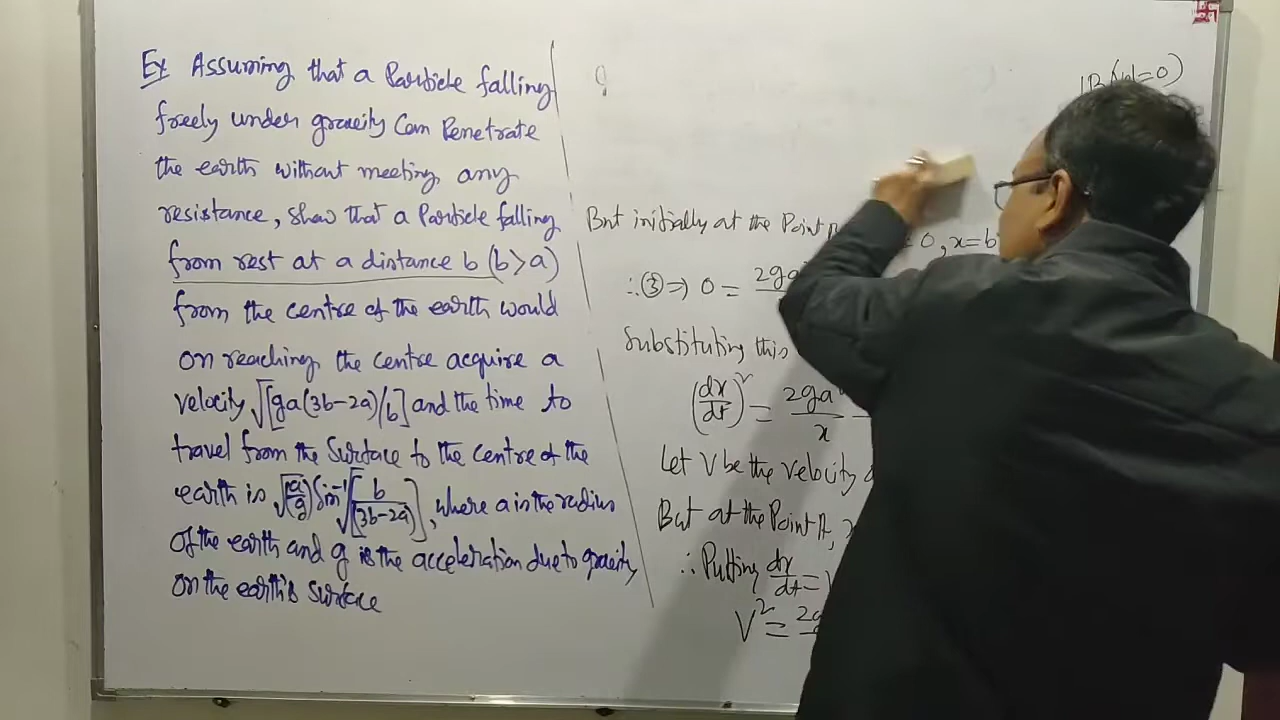 Ex Assuming that a Particle falling
freely under gravity Can Penetrate
the earth without meeting any
resistance, show that a Particle falling
from rest at a distance b (b>a)
from the centre of the earth would
on reaching the centre acquire a
velocity √[ga(3b-2a)/b] and the time to
travel from the Surface to the centre of the
earth is √(a/g) Sin⁻¹√[b/(3b-2a)], where a is the radius
of the earth and g is the acceleration due to gravity
on the earth's surface
B(v=0)
But initially at the Point 0, x=b
∴ ③ ⇒ 0 = 2ga
Substituting this
(dx/dt)² = 2ga²/x -
Let V be the velocity
But at the Point A,
∴ Putting dx/dt =
V² = 2g